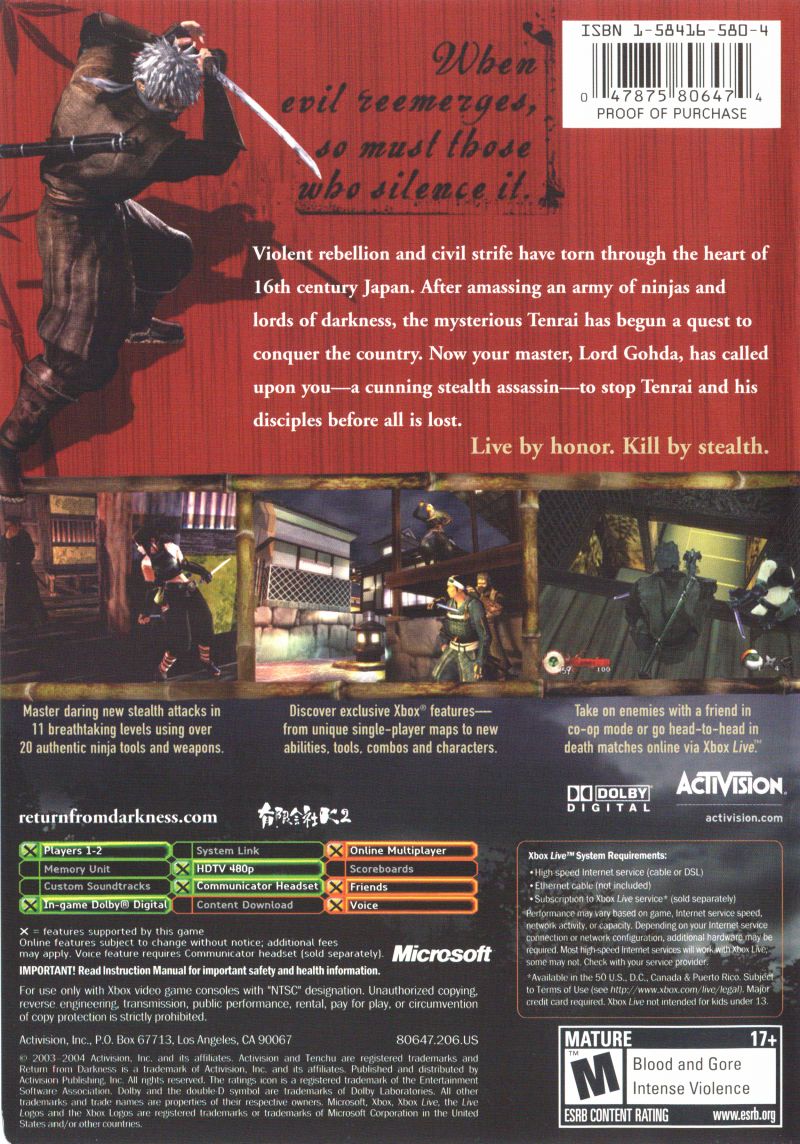 ISBN 1-58416-580-4
0 47875 80647 4
PROOF OF PURCHASE
When
evil reemerges,
so must those
who silence it.
Violent rebellion and civil strife have torn through the heart of
16th century Japan. After amassing an army of ninjas and
lords of darkness, the mysterious Tenrai has begun a quest to
conquer the country. Now your master, Lord Gohda, has called
upon you—a cunning stealth assassin—to stop Tenrai and his
disciples before all is lost.
Live by honor. Kill by stealth.
59
100
Master daring new stealth attacks in
11 breathtaking levels using over
20 authentic ninja tools and weapons.
Discover exclusive Xbox® features—
from unique single-player maps to new
abilities, tools, combos and characters.
Take on enemies with a friend in
co-op mode or go head-to-head in
death matches online via Xbox Live.™
returnfromdarkness.com
有限会社K2
DOLBY
DIGITAL
ACTIVISION®
activision.com
Players 1-2
System Link
Online Multiplayer
Memory Unit
HDTV 480p
Scoreboards
Custom Soundtracks
Communicator Headset
Friends
In-game Dolby® Digital
Content Download
Voice
X = features supported by this game
Online features subject to change without notice; additional fees
may apply. Voice feature requires Communicator headset (sold separately).
Microsoft
IMPORTANT! Read Instruction Manual for important safety and health information.
For use only with Xbox video game consoles with "NTSC" designation. Unauthorized copying,
reverse engineering, transmission, public performance, rental, pay for play, or circumvention
of copy protection is strictly prohibited.
Activision, Inc., P.O. Box 67713, Los Angeles, CA 90067
80647.206.US
© 2003–2004 Activision, Inc. and its affiliates. Activision and Tenchu are registered trademarks and
Return from Darkness is a trademark of Activision, Inc. and its affiliates. Published and distributed by
Activision Publishing, Inc. All rights reserved. The ratings icon is a registered trademark of the Entertainment
Software Association. Dolby and the double-D symbol are trademarks of Dolby Laboratories. All other
trademarks and trade names are properties of their respective owners. Microsoft, Xbox, Xbox Live, the Live
Logos and the Xbox Logos are registered trademarks or trademarks of Microsoft Corporation in the United
States and/or other countries.
Xbox Live™ System Requirements:
• High-speed Internet service (cable or DSL)
• Ethernet cable (not included)
• Subscription to Xbox Live service* (sold separately)
Performance may vary based on game, Internet service speed,
network activity, or capacity. Depending on your Internet service
connection or network configuration, additional hardware may be
required. Most high-speed Internet services will work with Xbox Live,
some may not. Check with your service provider.
*Available in the 50 U.S., D.C., Canada & Puerto Rico. Subject
to Terms of Use (see http://www.xbox.com/live/legal). Major
credit card required. Xbox Live not intended for kids under 13.
MATURE 17+
M™
Blood and Gore
Intense Violence
ESRB CONTENT RATING www.esrb.org